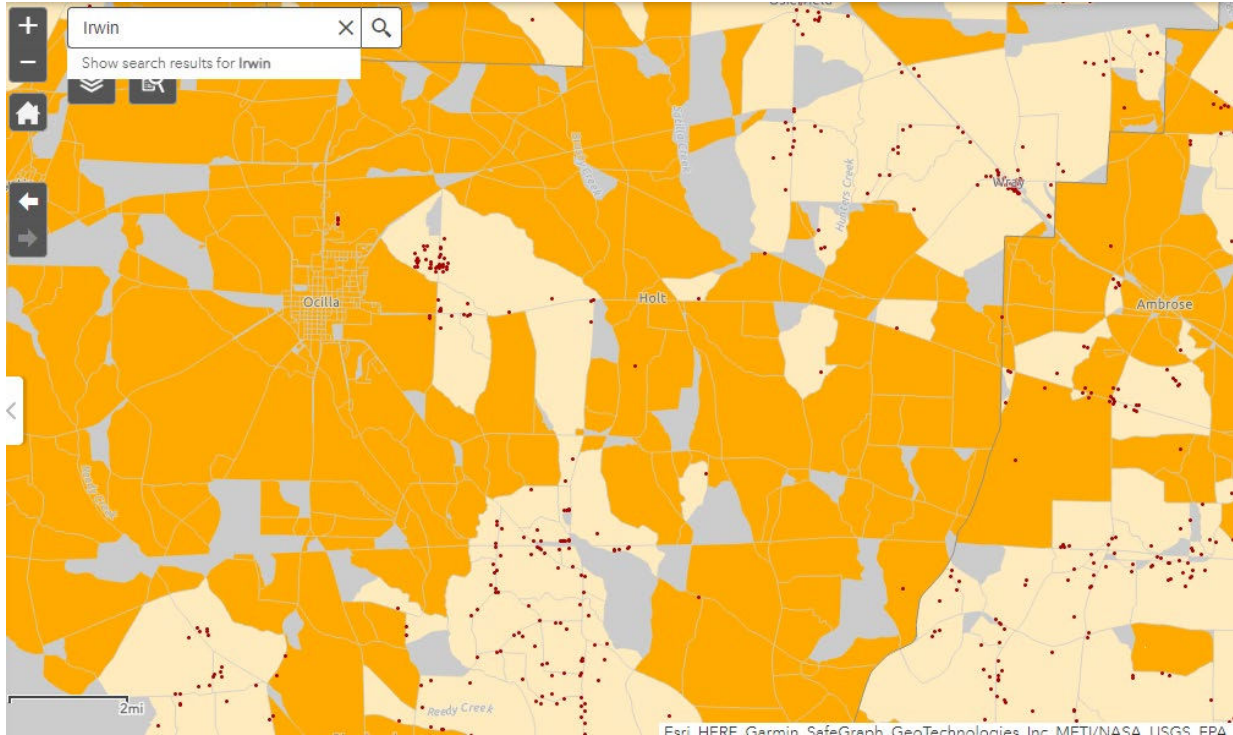 +
Irwin
Show search results for Irwin
−
Hunters Creek
Wray
Ocilla
Holt
Ambrose
Reedy Creek
Reedy Creek
2mi
Esri, HERE, Garmin, SafeGraph, GeoTechnologies, Inc, METI/NASA, USGS, EPA,